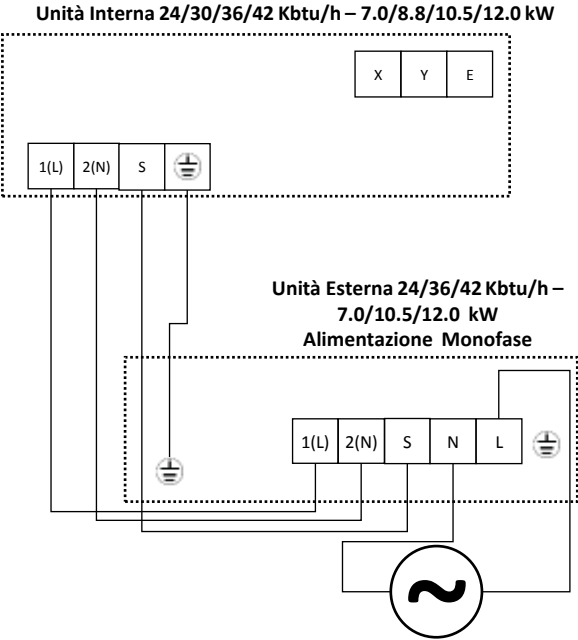 Unità Interna 24/30/36/42 Kbtu/h – 7.0/8.8/10.5/12.0 kW
X Y E
1(L) 2(N) S
Unità Esterna 24/36/42 Kbtu/h –
7.0/10.5/12.0 kW
Alimentazione Monofase
1(L) 2(N) S N L